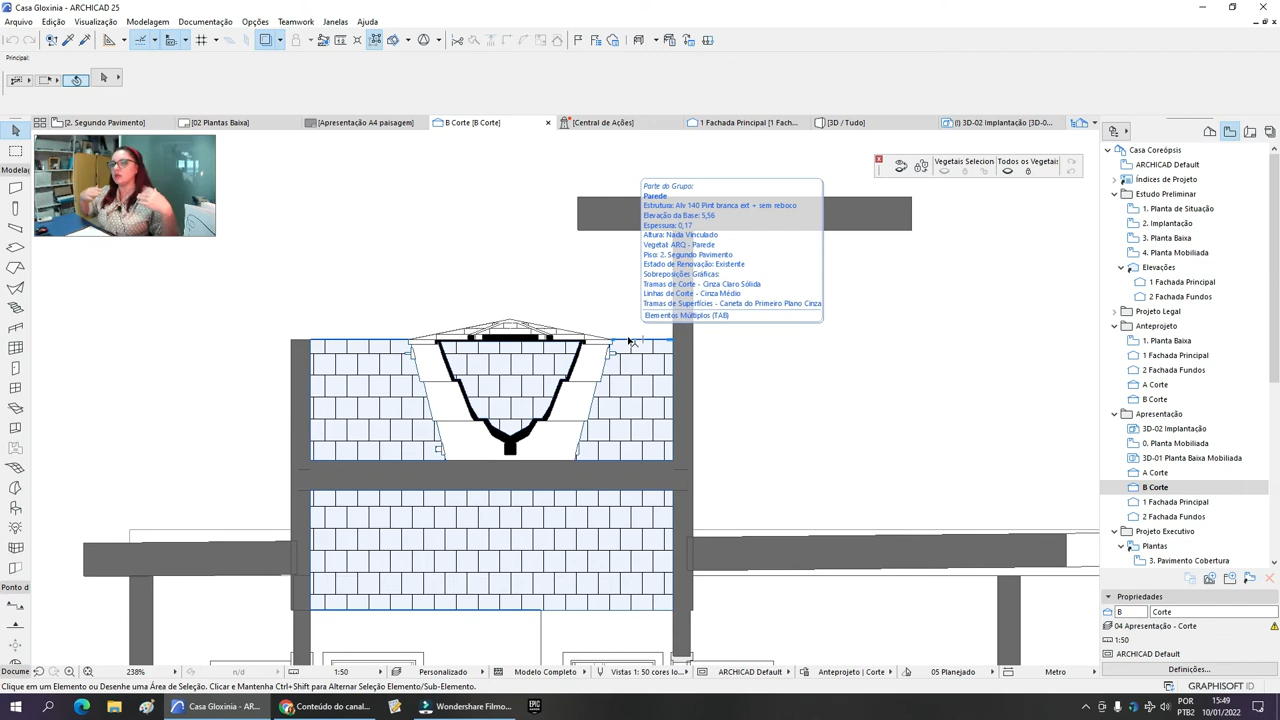 Casa Gloxínia - ARCHICAD 25
Arquivo Edição Visualização Modelagem Documentação Opções Teamwork Janelas Ajuda
Principal:
[2. Segundo Pavimento]
[02 Plantas Baixa]
[Apresentação A4 paisagem]
B Corte [B Corte]
[Central de Ações]
1 Fachada Principal [1 Fach...
[3D / Tudo]
(!) 3D-02 Implantação [3D-0...
Modelag
Vegetais Selecion
Todos os Vegetais
Parte do Grupo:
Parede
Estrutura: Alv 140 Pint branca ext + sem reboco
Elevação da Base: 5,56
Espessura: 0,17
Altura: Nada Vinculado
Vegetal: ARQ - Parede
Piso: 2. Segundo Pavimento
Estado de Renovação: Existente
Sobreposições Gráficas:
Tramas de Corte - Cinza Claro Sólida
Linhas de Corte - Cinza Médio
Tramas de Superfícies - Caneta do Primeiro Plano Cinza
Elementos Múltiplos (TAB)
Casa Coreópsis
ARCHICAD Default
Índices de Projeto
Estudo Preliminar
1. Planta de Situação
2. Implantação
3. Planta Baixa
4. Planta Mobiliada
Elevações
1 Fachada Principal
2 Fachada Fundos
Projeto Legal
Anteprojeto
1. Planta Baixa
1 Fachada Principal
2 Fachada Fundos
A Corte
B Corte
Apresentação
3D-02 Implantação
0. Planta Mobiliada
3D-01 Planta Baixa Mobiliada
A Corte
B Corte
1 Fachada Principal
2 Fachada Fundos
Projeto Executivo
Plantas
3. Pavimento Cobertura
Ponto d
Docume
Propriedades
B Corte
04 Apresentação - Corte
1:50
ARCHICAD Default
Definições...
238% n/d 1:50 Personalizado Modelo Completo Vistas 1: 50 cores lo... ARCHICAD Default Anteprojeto | Corte 05 Planejado Metro
Clique em um Elemento ou Desenhe uma Área de Seleção. Clicar e Mantenha Ctrl+Shift para Alternar Seleção Elemento/Sub-Elemento.
GRAPHISOFT ID
Casa Gloxínia - AR...
Conteúdo do canal...
Wondershare Filmo...
EPIC
POR
PTB2
15:49
10/01/2022